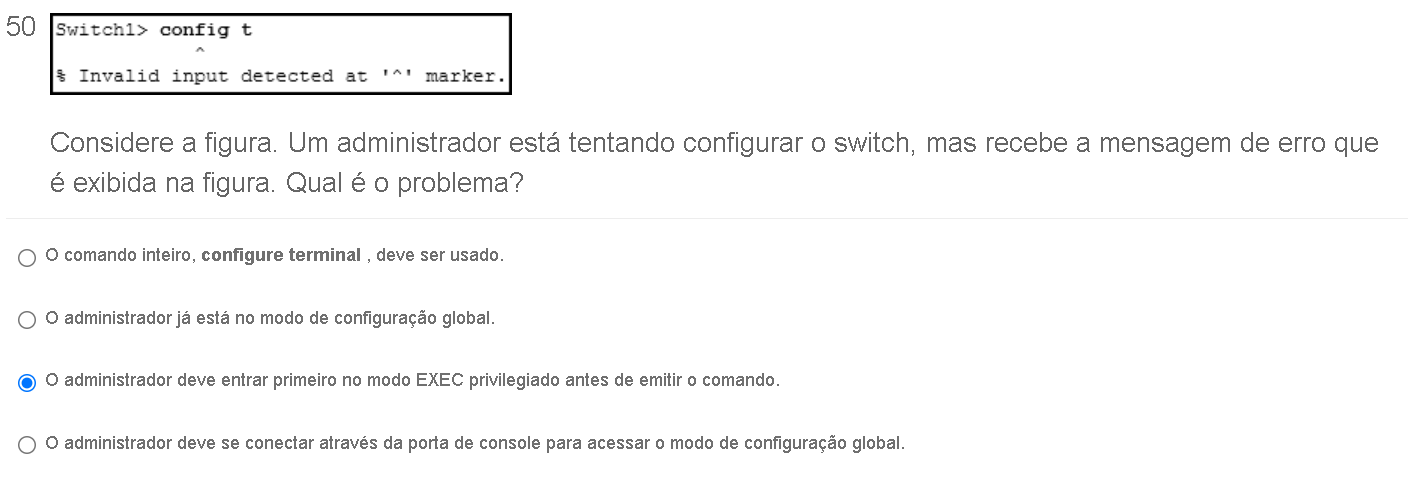 50
Switch1> config t
^
% Invalid input detected at '^' marker.
Considere a figura. Um administrador está tentando configurar o switch, mas recebe a mensagem de erro que
é exibida na figura. Qual é o problema?
O comando inteiro, configure terminal , deve ser usado.
O administrador já está no modo de configuração global.
O administrador deve entrar primeiro no modo EXEC privilegiado antes de emitir o comando.
O administrador deve se conectar através da porta de console para acessar o modo de configuração global.